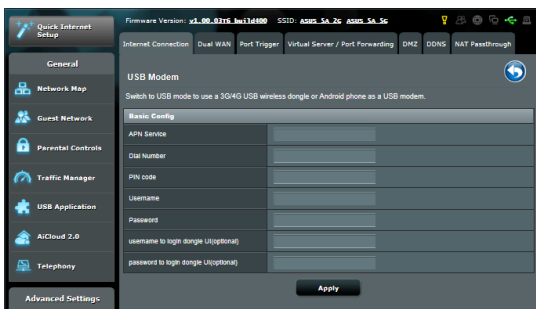 Quick Internet
Setup
Firmware Version: v1.00.03T6 build400 SSID: ASUS_5A_2G ASUS_5A_5G
Internet Connection Dual WAN Port Trigger Virtual Server / Port Forwarding DMZ DDNS NAT Passthrough
General
Network Map
Guest Network
Parental Controls
Traffic Manager
USB Application
AiCloud 2.0
Telephony
Advanced Settings
USB Modem
Switch to USB mode to use a 3G/4G USB wireless dongle or Android phone as a USB modem.
Basic Config
APN Service
Dial Number
PIN code
Username
Password
username to login dongle UI(optional)
password to login dongle UI(optional)
Apply